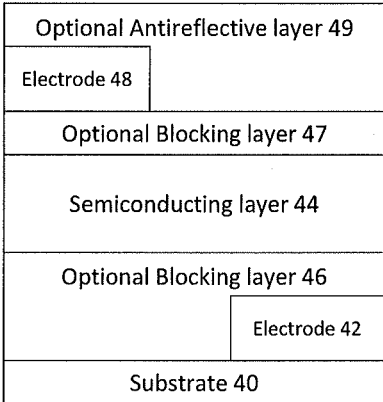 Optional Antireflective layer 49
Electrode 48
Optional Blocking layer 47
Semiconducting layer 44
Optional Blocking layer 46
Electrode 42
Substrate 40